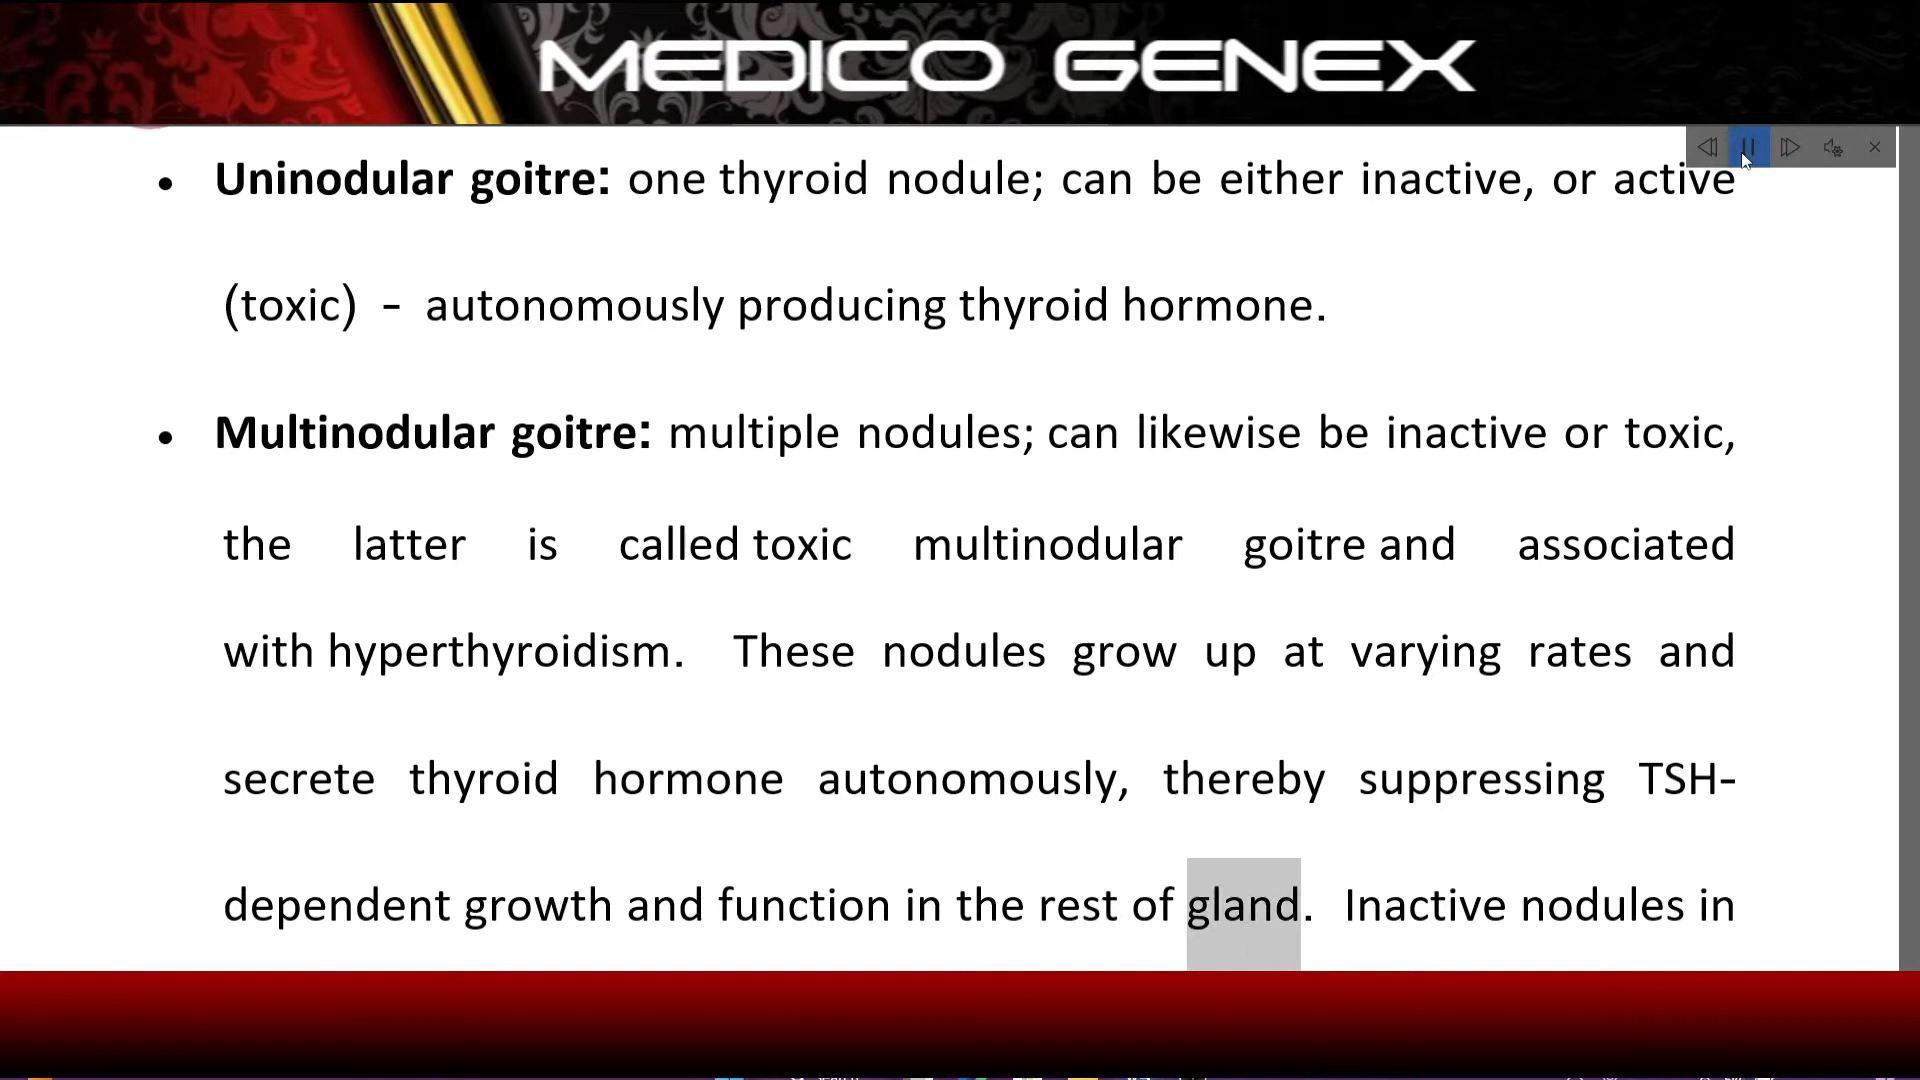 MEDICO GENEX
• Uninodular goitre: one thyroid nodule; can be either inactive, or active
(toxic) - autonomously producing thyroid hormone.
• Multinodular goitre: multiple nodules; can likewise be inactive or toxic,
the latter is called toxic multinodular goitre and associated
with hyperthyroidism. These nodules grow up at varying rates and
secrete thyroid hormone autonomously, thereby suppressing TSH-
dependent growth and function in the rest of gland. Inactive nodules in